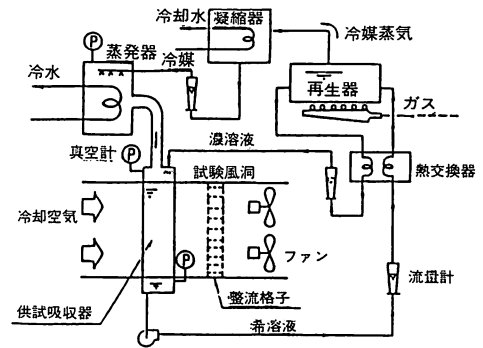 冷却水
凝縮器
P
蒸発器
冷媒
冷媒蒸気
冷水
再生器
ガス
濃溶液
真空計
P
試験風洞
熱交換器
冷却空気
P
ファン
流量計
供試吸収器
整流格子
希溶液